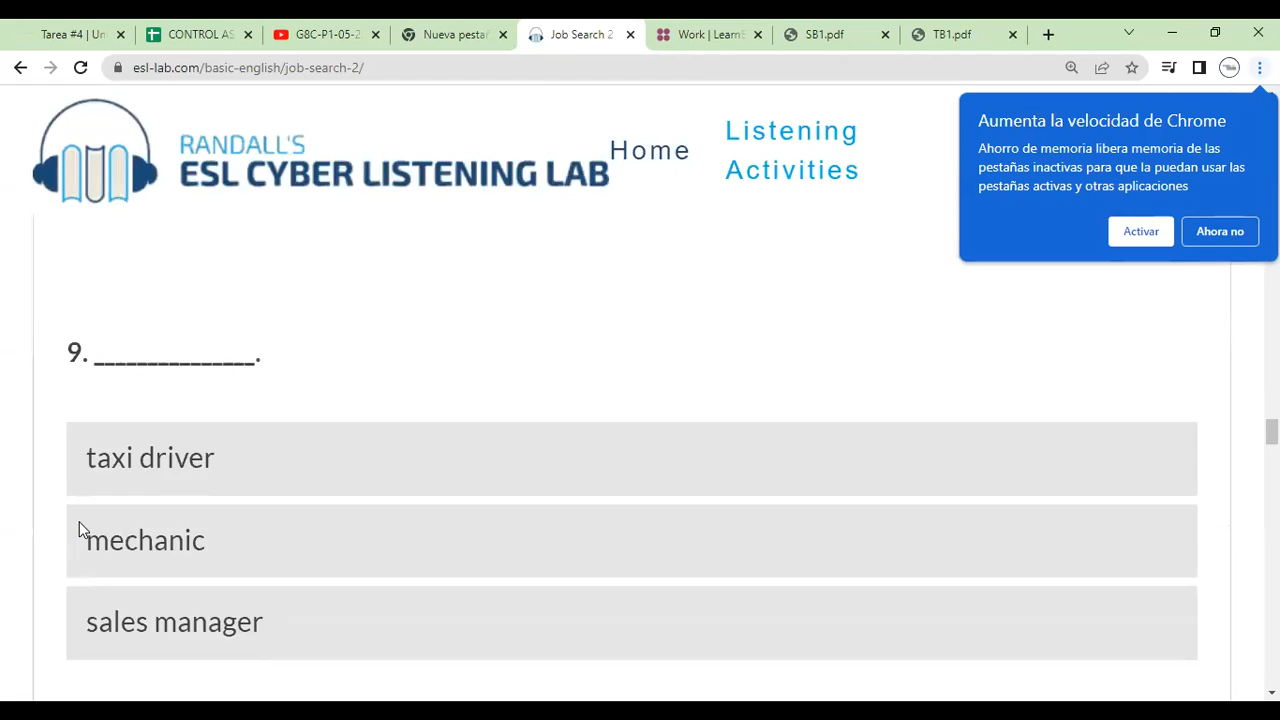 Tarea #4 | Un
CONTROL AS
G8C-P1-05-2
Nueva pesta
Job Search 2
Work | Learn
SB1.pdf
TB1.pdf
esl-lab.com/basic-english/job-search-2/
RANDALL'S
ESL CYBER LISTENING LAB
Home
Listening
Activities
Aumenta la velocidad de Chrome
Ahorro de memoria libera memoria de las
pestañas inactivas para que la puedan usar las
pestañas activas y otras aplicaciones
Activar
Ahora no
9. _______________.
taxi driver
mechanic
sales manager